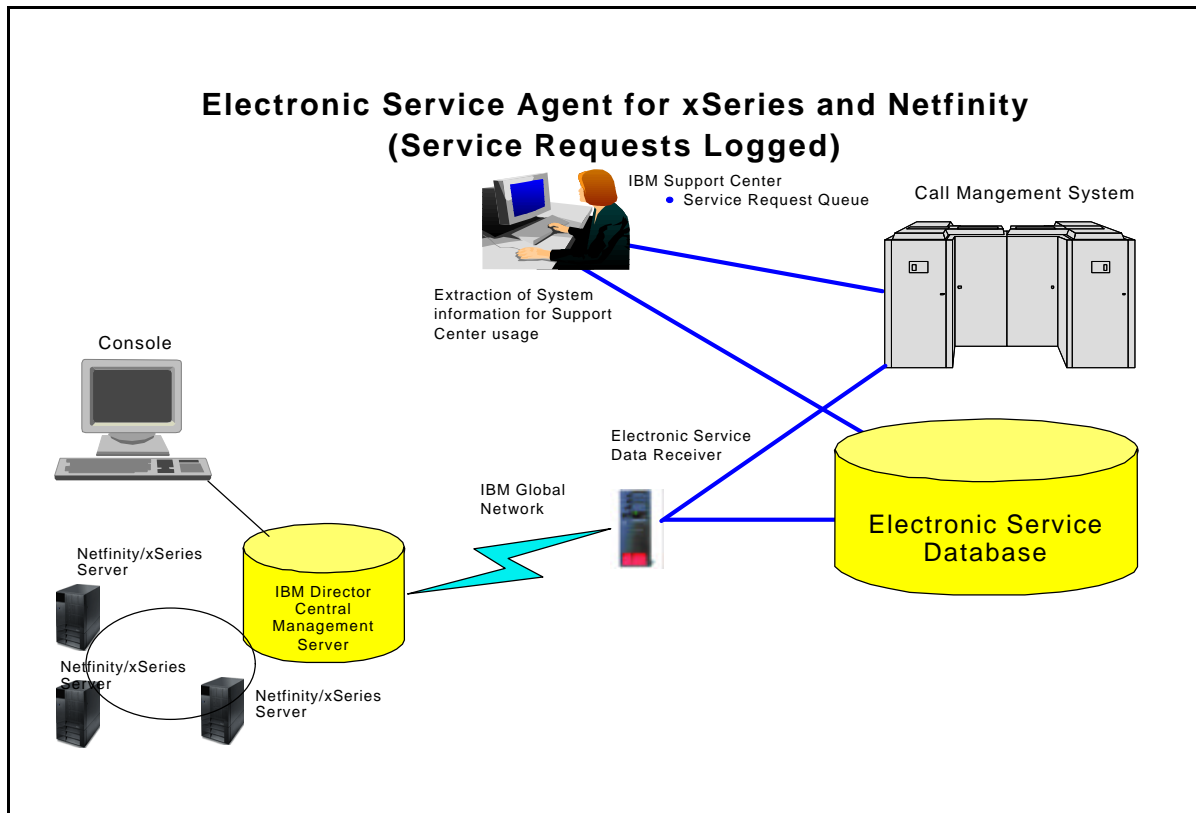 Electronic Service Agent for xSeries and Netfinity
(Service Requests Logged)
IBM Support Center
• Service Request Queue
Call Mangement System
Extraction of System
information for Support
Center usage
Console
Electronic Service
Data Receiver
IBM Global
Network
Electronic Service
Database
Netfinity/xSeries
Server
IBM Director
Central
Management
Server
Netfinity/xSeries
Server
Netfinity/xSeries
Server